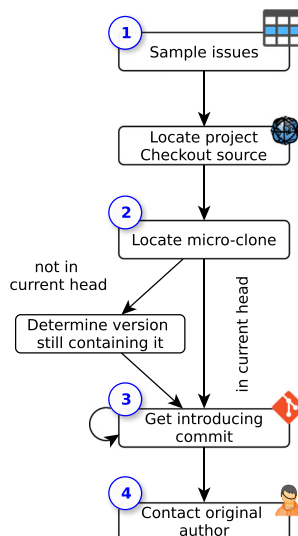 1
Sample issues
Locate project
Checkout source
2
Locate micro-clone
not in
current head
in current head
Determine version
still containing it
3
Get introducing
commit
4
Contact original
author